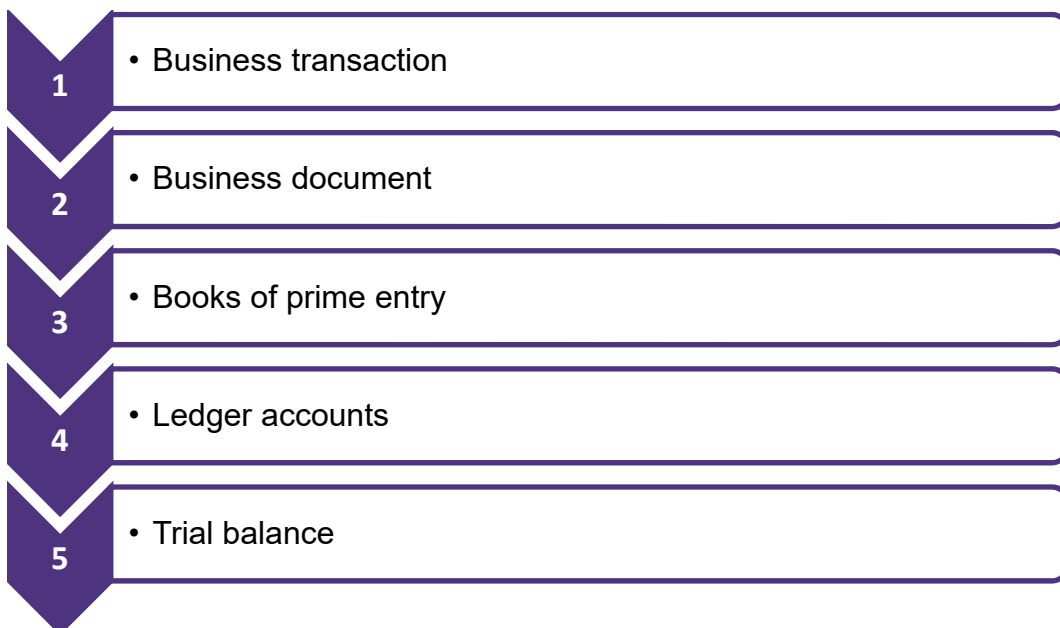 1
• Business transaction
2
• Business document
3
• Books of prime entry
4
• Ledger accounts
5
• Trial balance